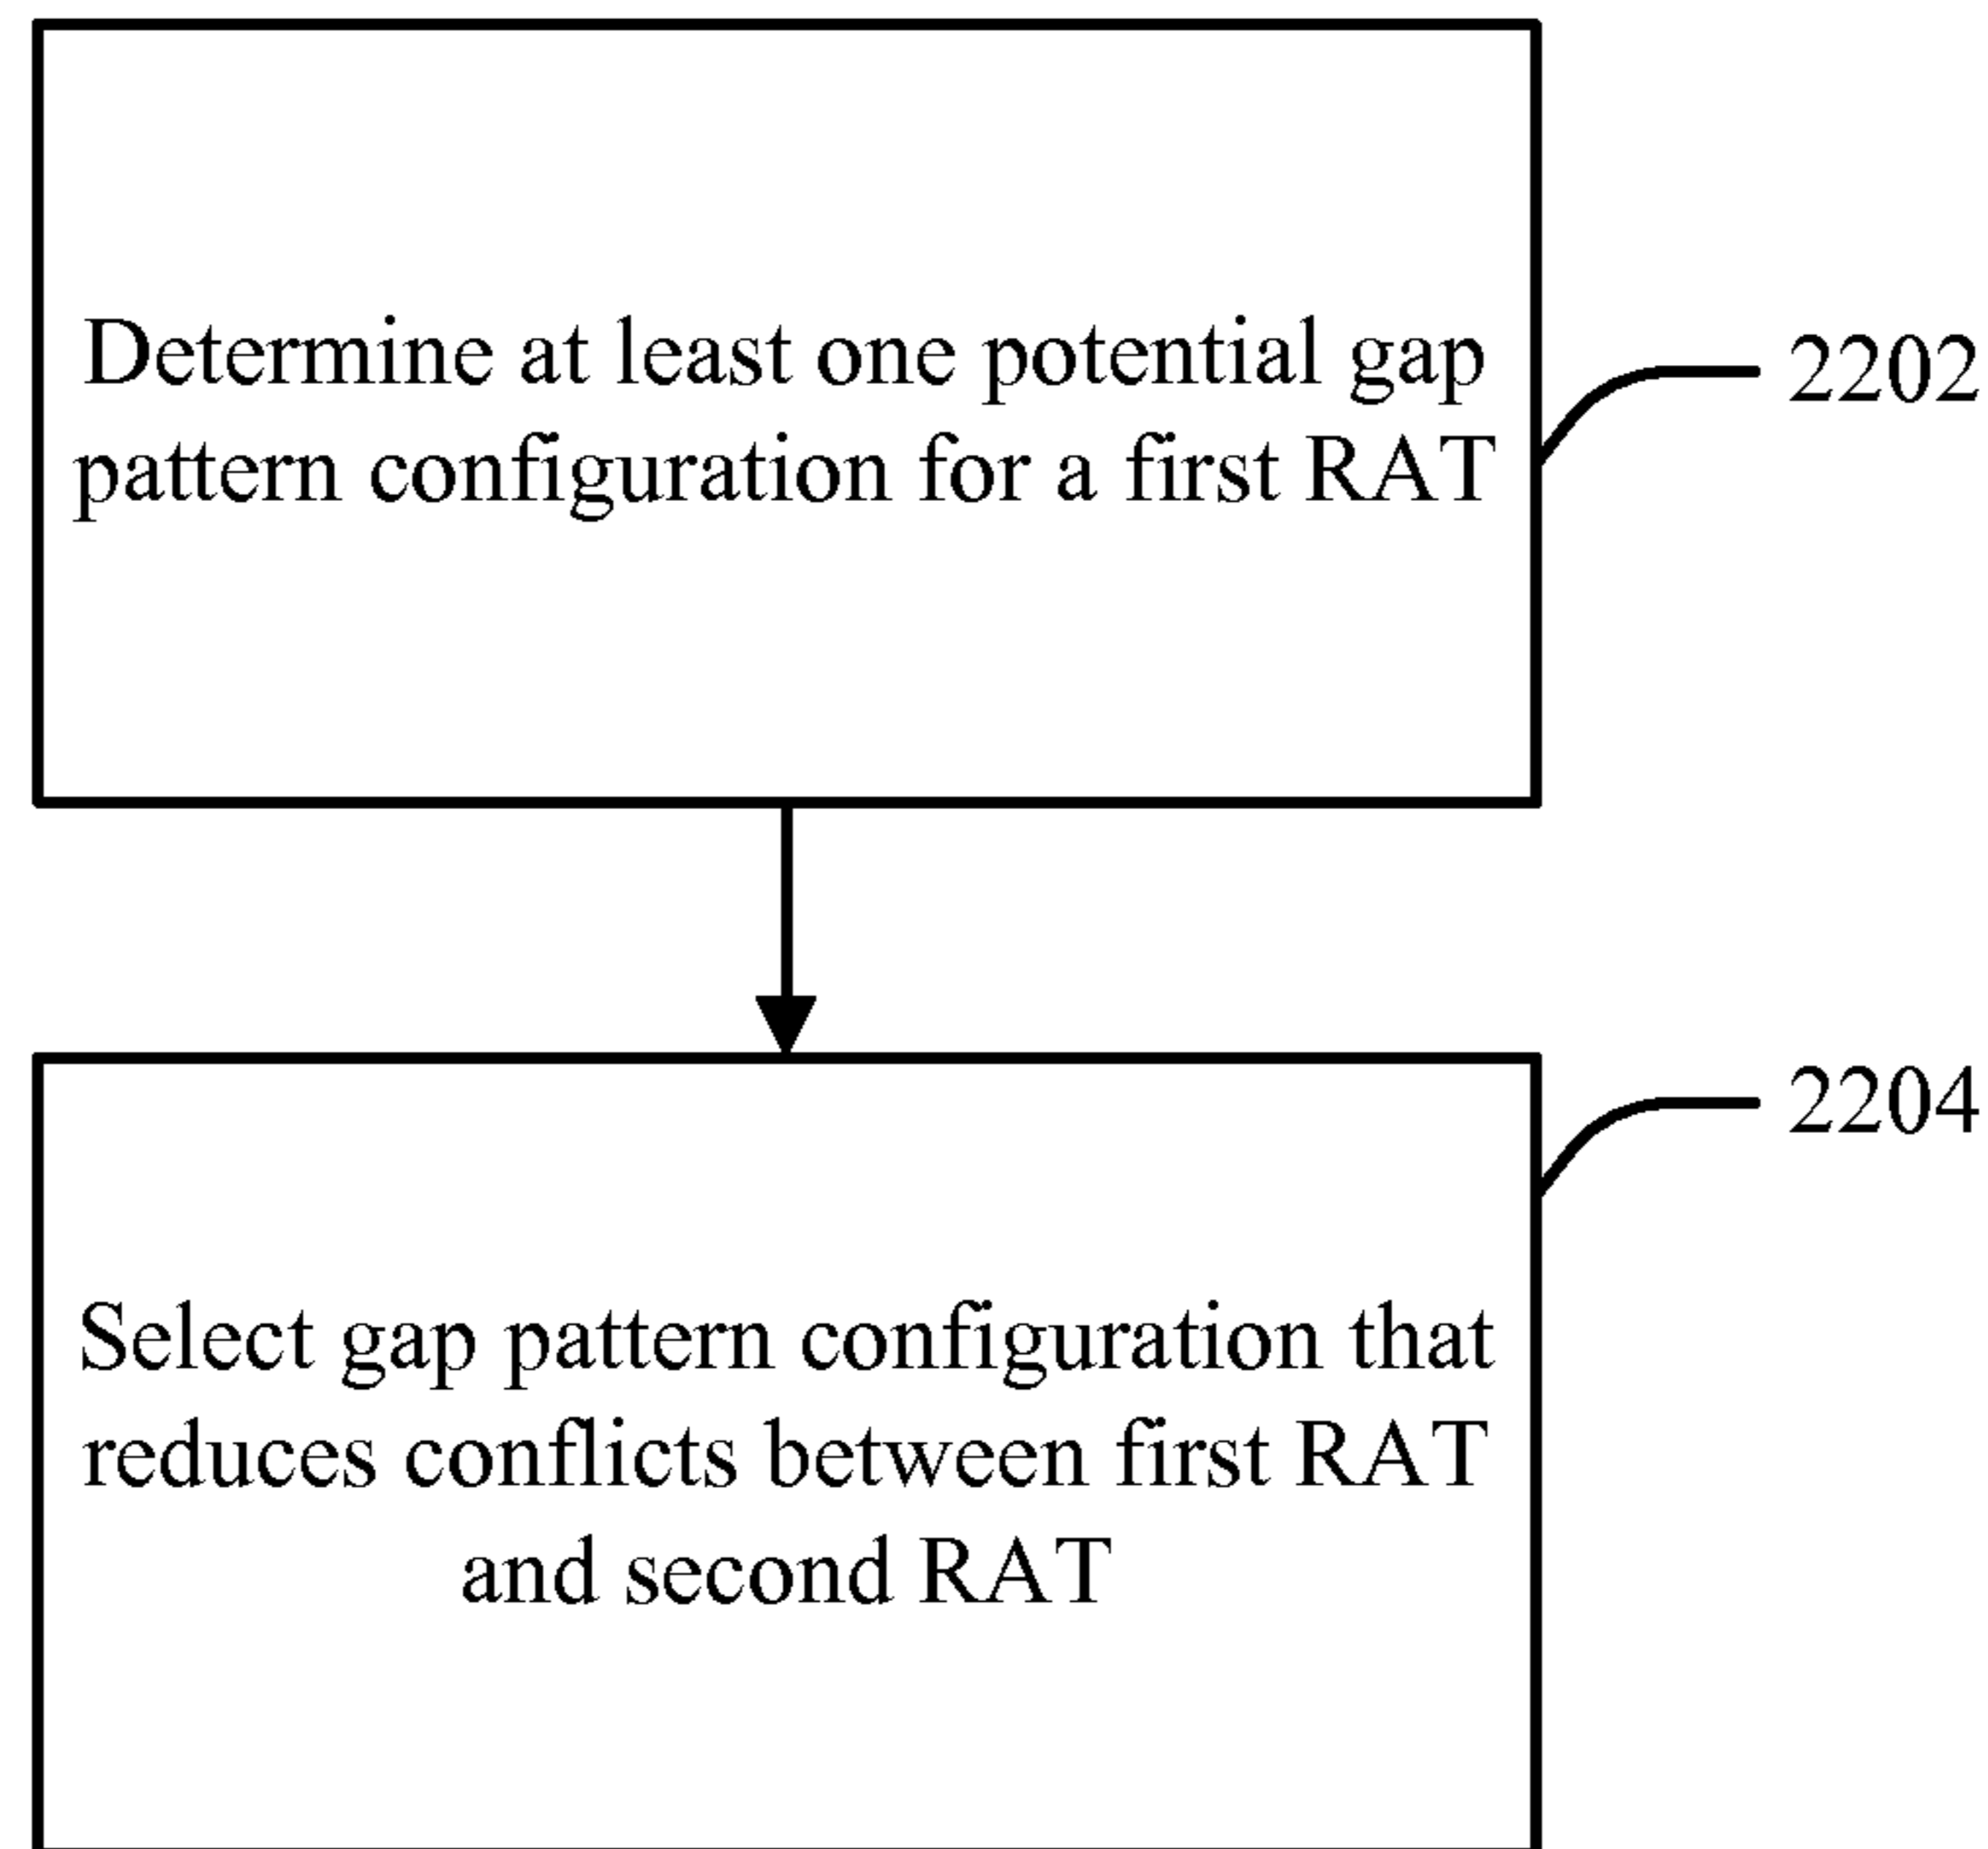 Determine at least one potential gap
pattern configuration for a first RAT
2202
2204
Select gap pattern configuration that
reduces conflicts between first RAT
and second RAT